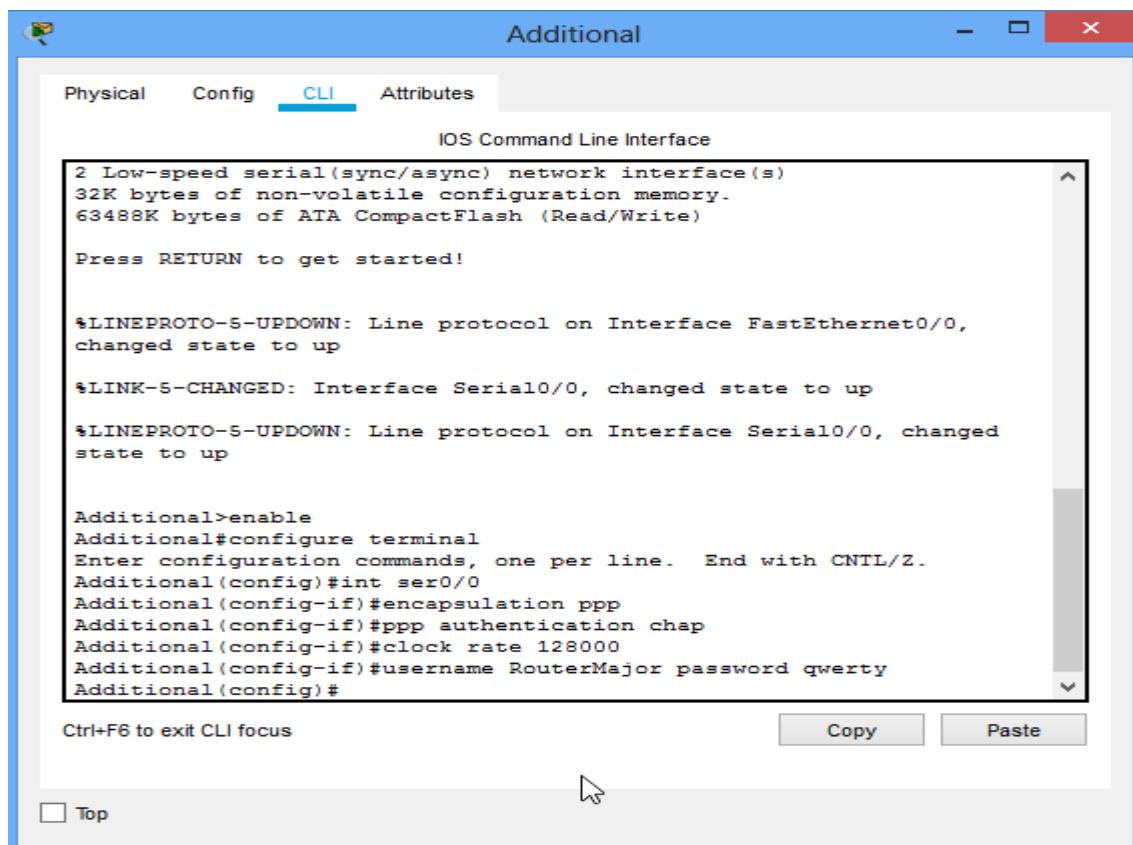 Additional
Physical Config CLI Attributes
IOS Command Line Interface
2 Low-speed serial(sync/async) network interface(s)
32K bytes of non-volatile configuration memory.
63488K bytes of ATA CompactFlash (Read/Write)
Press RETURN to get started!
%LINEPROTO-5-UPDOWN: Line protocol on Interface FastEthernet0/0,
changed state to up
%LINK-5-CHANGED: Interface Serial0/0, changed state to up
%LINEPROTO-5-UPDOWN: Line protocol on Interface Serial0/0, changed
state to up
Additional>enable
Additional#configure terminal
Enter configuration commands, one per line.  End with CNTL/Z.
Additional(config)#int ser0/0
Additional(config-if)#encapsulation ppp
Additional(config-if)#ppp authentication chap
Additional(config-if)#clock rate 128000
Additional(config-if)#username RouterMajor password qwerty
Additional(config)#
Ctrl+F6 to exit CLI focus
Copy Paste
Top